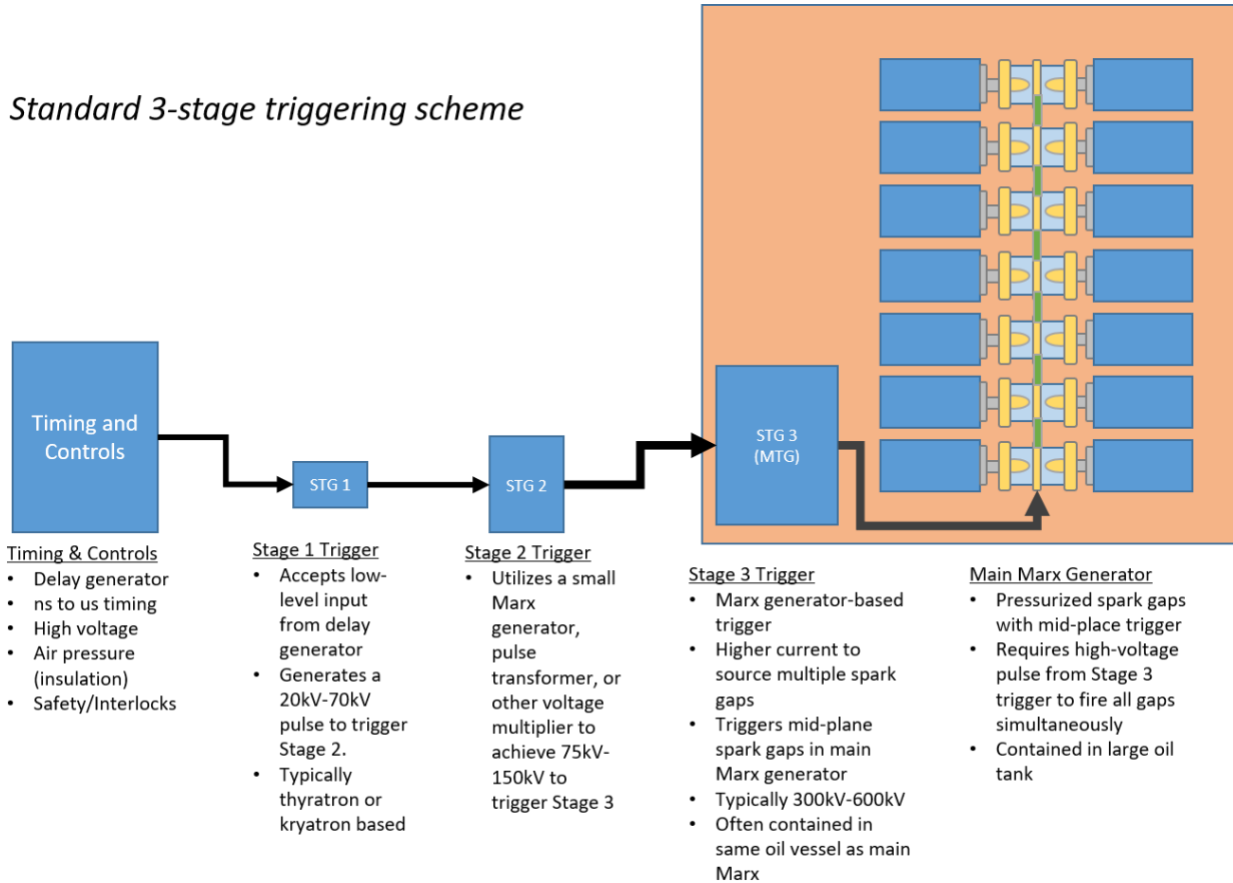 Standard 3-stage triggering scheme
Timing and
Controls
STG 1
STG 2
STG 3
(MTG)
Timing & Controls
• Delay generator
• ns to us timing
• High voltage
• Air pressure
(insulation)
• Safety/Interlocks
Stage 1 Trigger
• Accepts low-
level input
from delay
generator
• Generates a
20kV-70kV
pulse to trigger
Stage 2.
• Typically
thyratron or
kryatron based
Stage 2 Trigger
• Utilizes a small
Marx
generator,
pulse
transformer, or
other voltage
multiplier to
achieve 75kV-
150kV to
trigger Stage 3
Stage 3 Trigger
• Marx generator-based
trigger
• Higher current to
source multiple spark
gaps
• Triggers mid-plane
spark gaps in main
Marx generator
• Typically 300kV-600kV
• Often contained in
same oil vessel as main
Marx
Main Marx Generator
• Pressurized spark gaps
with mid-place trigger
• Requires high-voltage
pulse from Stage 3
trigger to fire all gaps
simultaneously
• Contained in large oil
tank